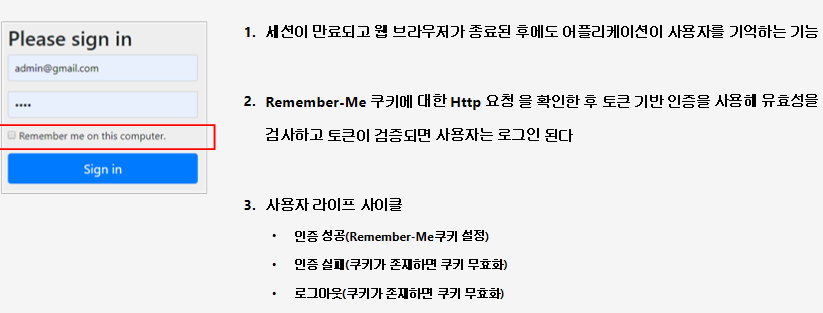 Please sign in
admin@gmail.com
••••
Remember me on this computer.
Sign in
1. 세션이 만료되고 웹 브라우저가 종료된 후에도 어플리케이션이 사용자를 기억하는 기능
2. Remember-Me 쿠키에 대한 Http 요청 을 확인한 후 토큰 기반 인증을 사용해 유효성을
검사하고 토큰이 검증되면 사용자는 로그인 된다
3. 사용자 라이프 사이클
• 인증 성공(Remember-Me쿠키 설정)
• 인증 실패(쿠키가 존재하면 쿠키 무효화)
• 로그아웃(쿠키가 존재하면 쿠키 무효화)